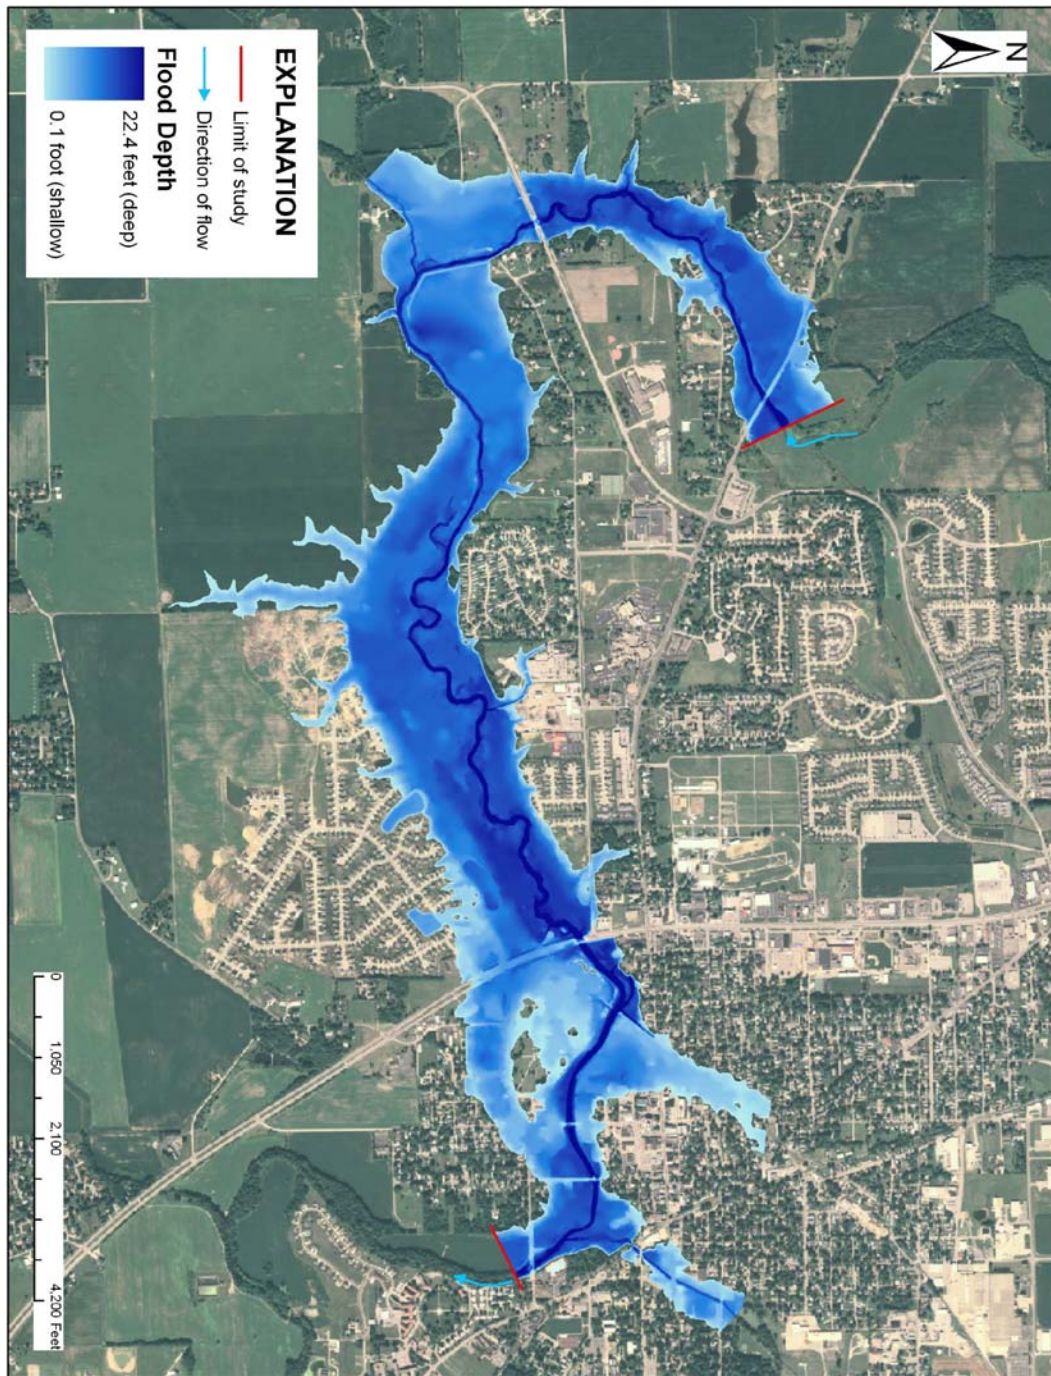 N
EXPLANATION
Limit of study
Direction of flow
Flood Depth
22.4 feet (deep)
0.1 foot (shallow)
0 1,050 2,100 4,200 Feet